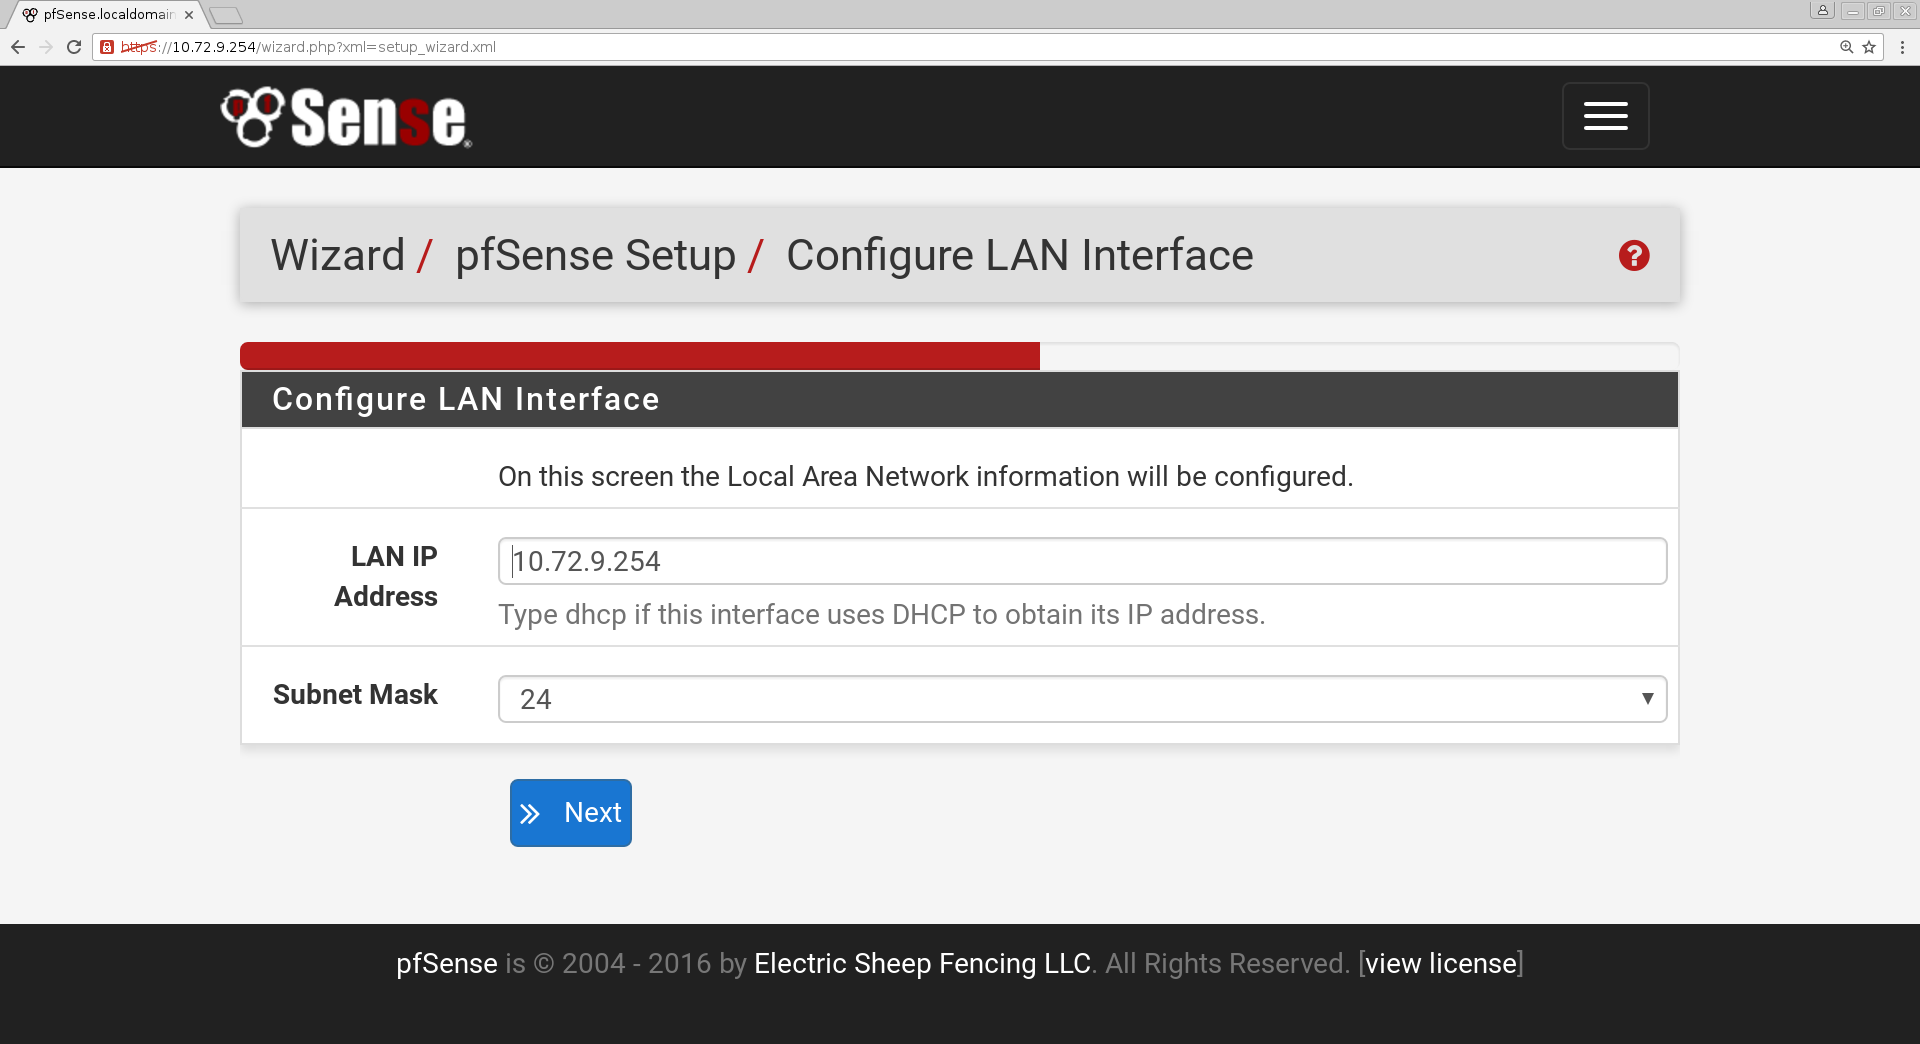 pfSense.localdomain
https://10.72.9.254/wizard.php?xml=setup_wizard.xml
pfSense
Wizard / pfSense Setup / Configure LAN Interface
Configure LAN Interface
On this screen the Local Area Network information will be configured.
LAN IP Address
10.72.9.254
Type dhcp if this interface uses DHCP to obtain its IP address.
Subnet Mask
24
Next
pfSense is © 2004 - 2016 by Electric Sheep Fencing LLC. All Rights Reserved. [view license]